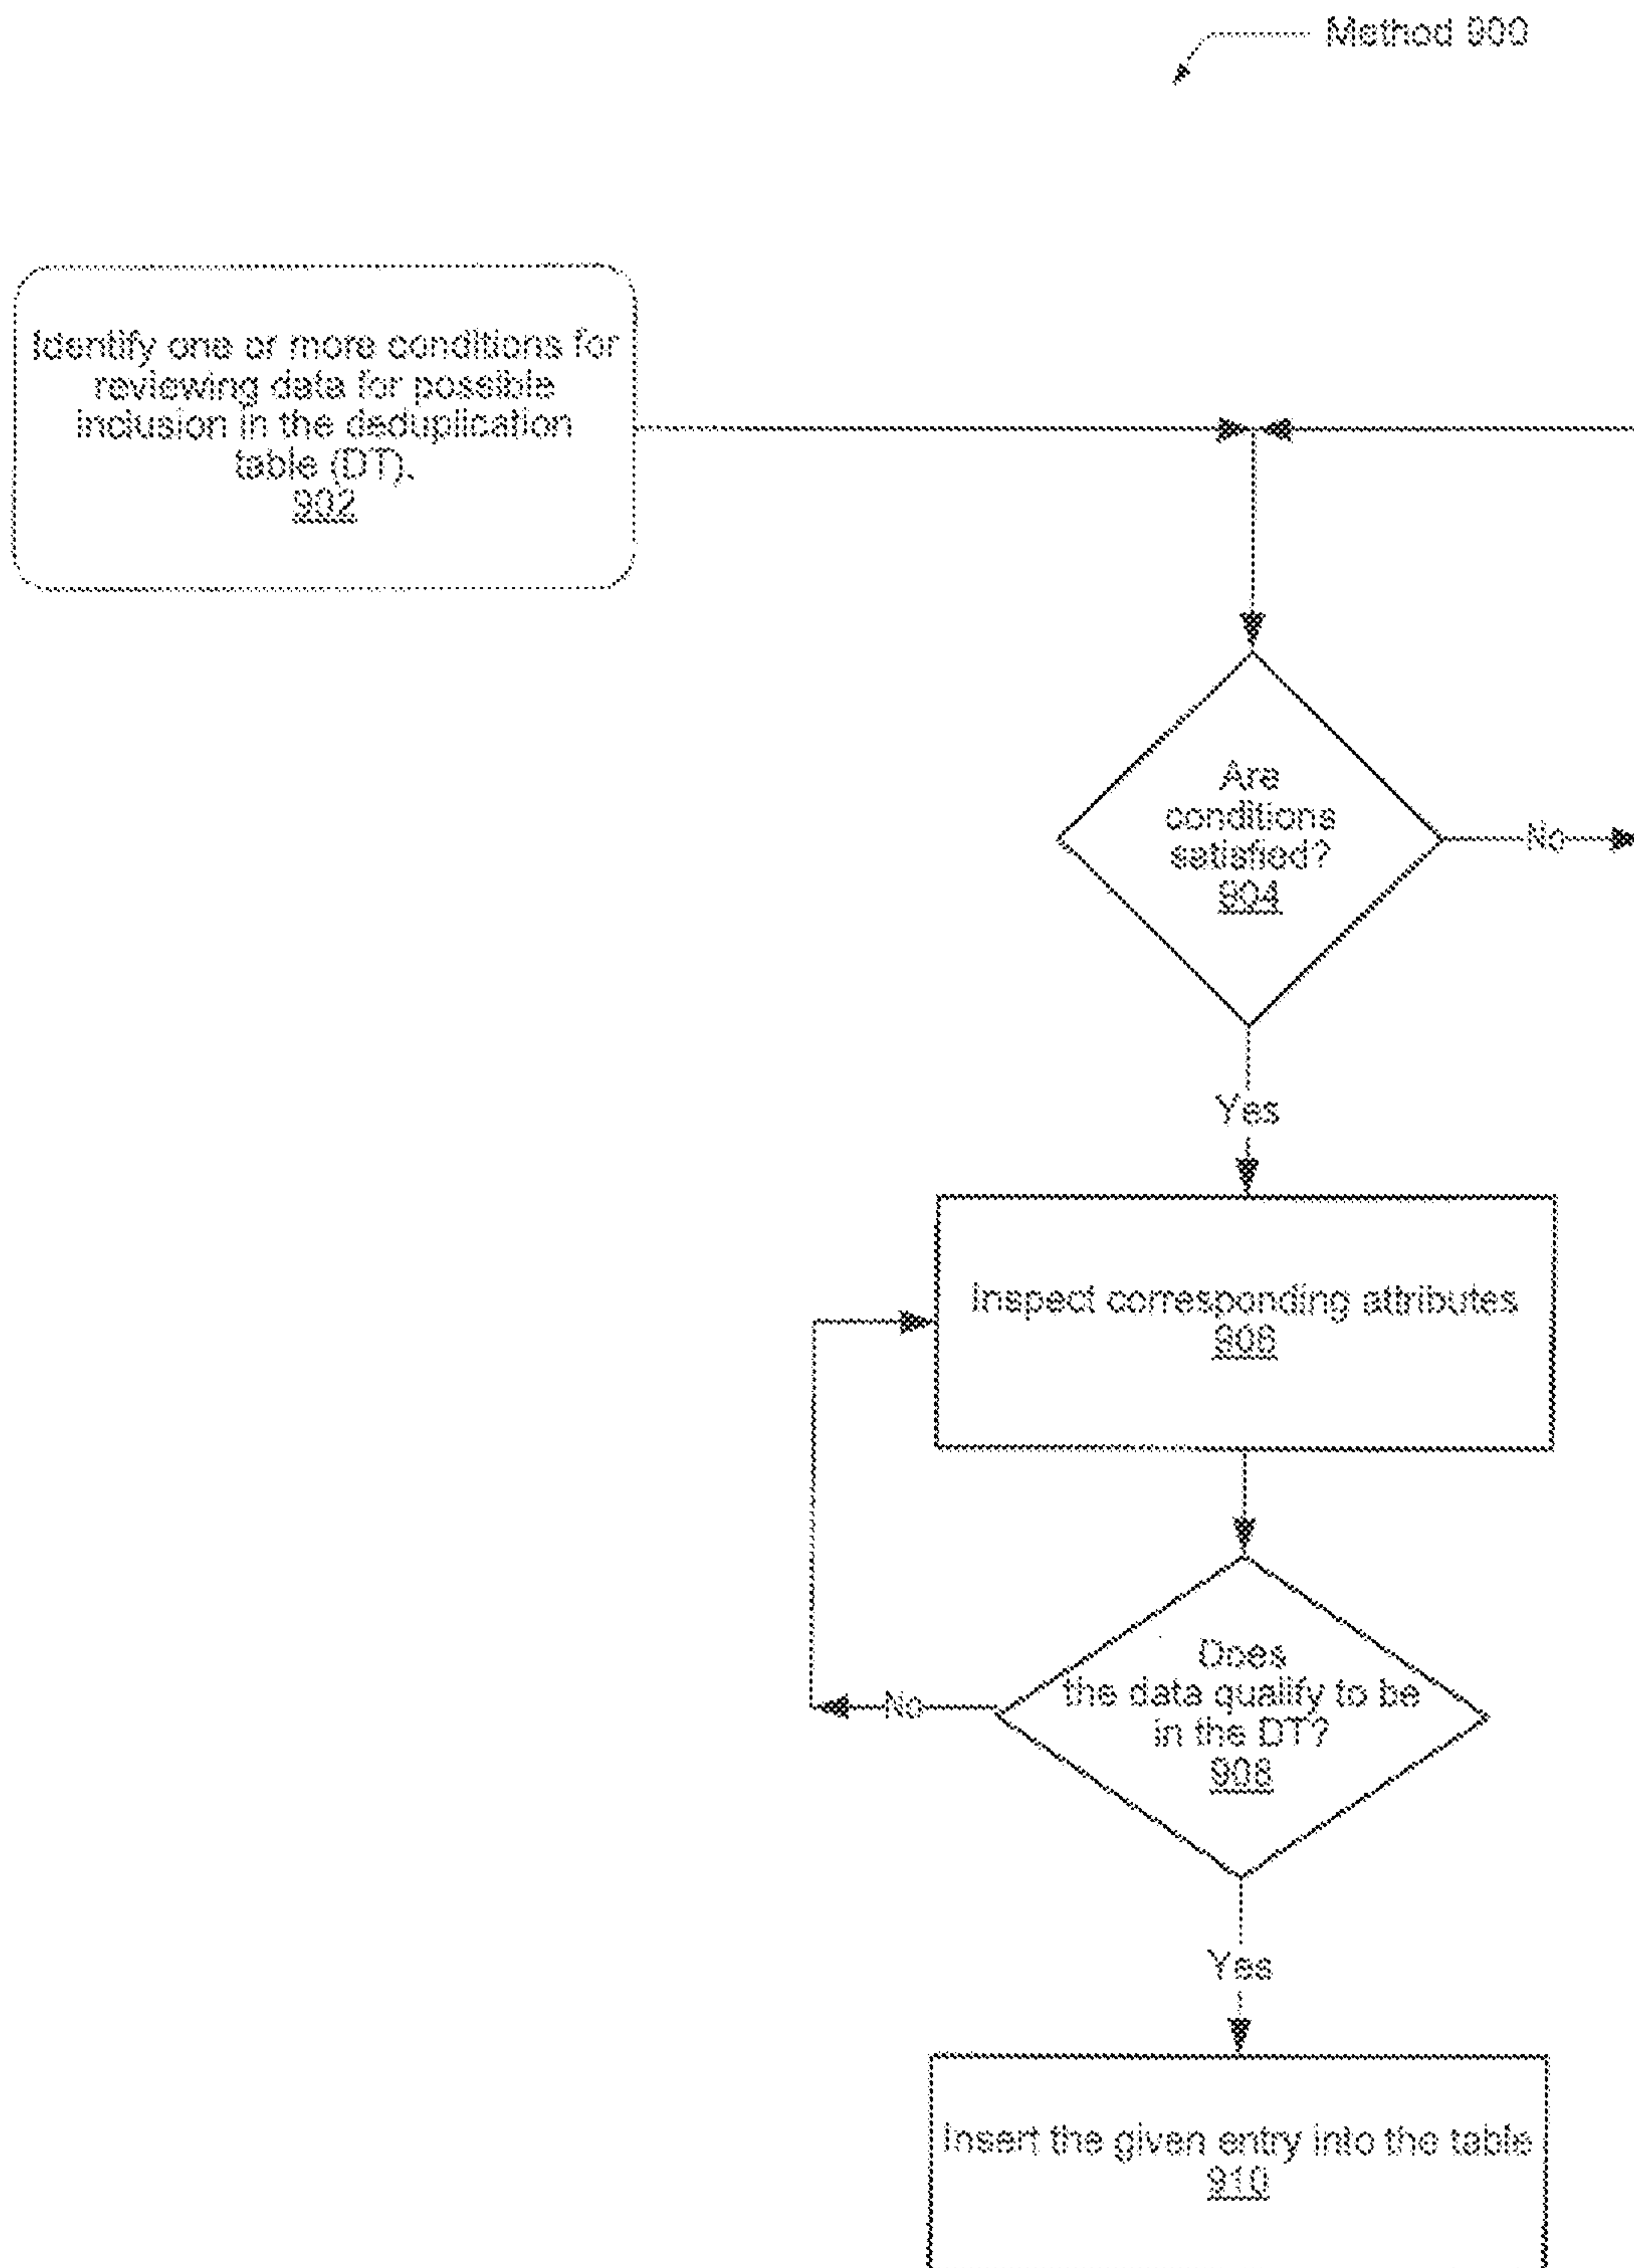 Method 900
Identify one or more conditions for
reviewing data for possible
inclusion in the deduplication
table (DT).
902
Are
conditions
satisfied?
904
No
Yes
Inspect corresponding attributes
906
Does
the data qualify to be
in the DT?
908
No
Yes
Insert the given entry into the table
910